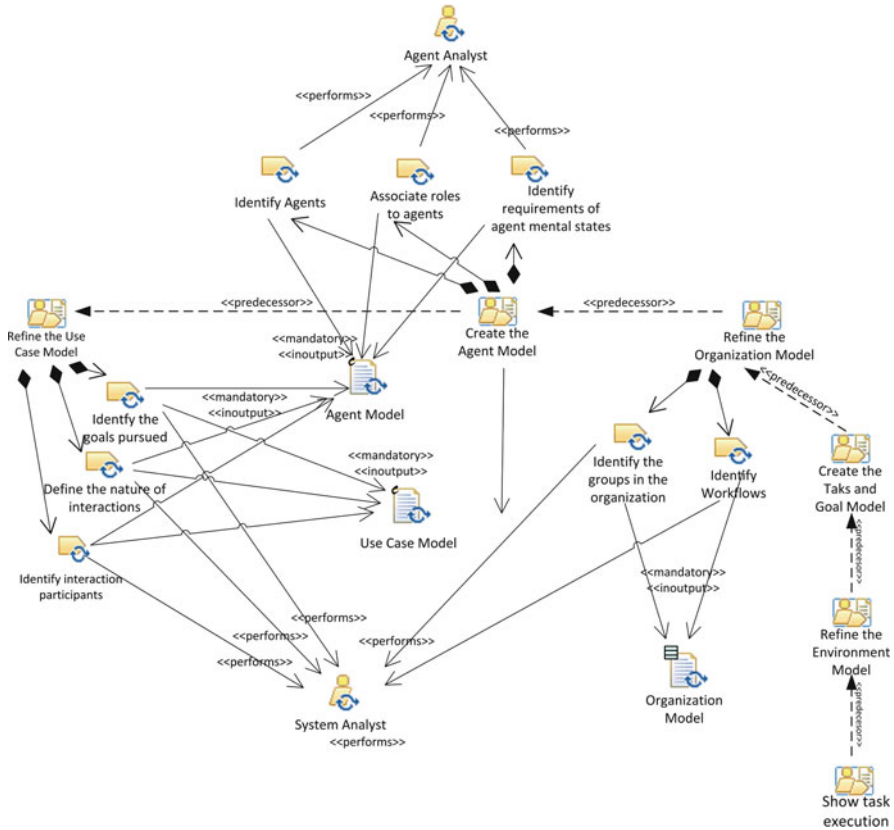 Agent Analyst
<<performs>>
<<performs>>
<<performs>>
Identify Agents
Associate roles
to agents
Identify
requirements of
agent mental states
<<predecessor>>
<<predecessor>>
Refine the Use
Case Model
Create the
Agent Model
Refine the
Organization Model
<<mandatory>>
<<inoutput>>
<<predecessor>>
Identfy the
goals pursued
<<mandatory>>
<<inoutput>>
Agent Model
Define the nature of
interactions
<<mandatory>>
<<inoutput>>
Identify the
groups in the
organization
Identify
Workflows
Create the
Taks and
Goal Model
Use Case Model
<<predecesor>>
Identify interaction
participants
<<mandatory>>
<<inoutput>>
<<performs>>
<<performs>>
<<performs>>
<<performs>>
Refine the
Environment
Model
System Analyst
<<performs>>
Organization
Model
<<predecesor>>
Show task
execution